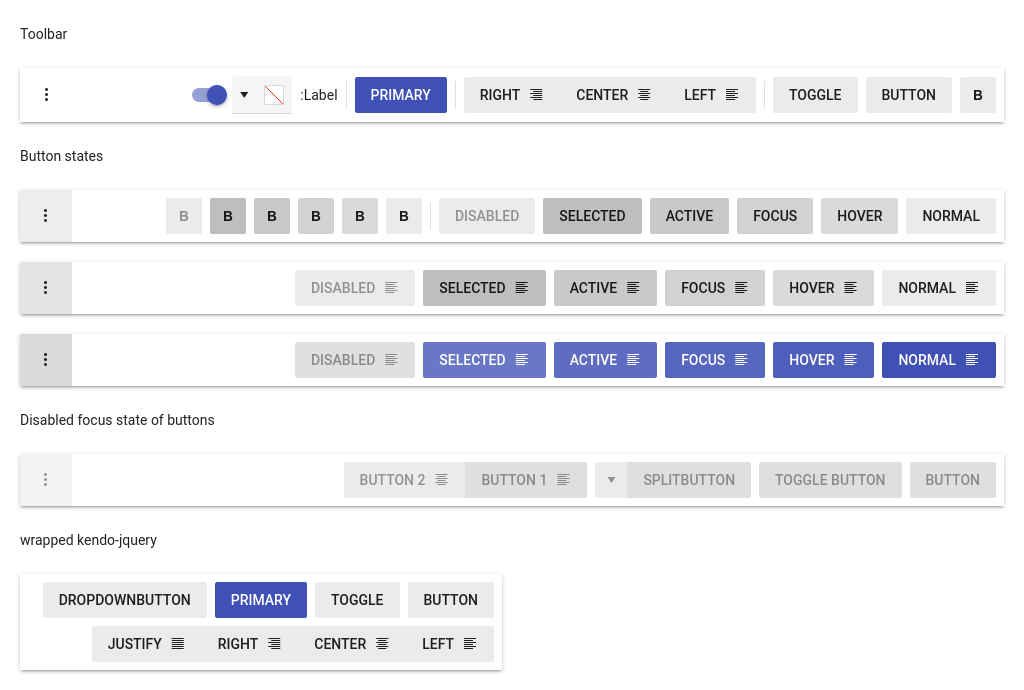 Toolbar
:Label PRIMARY RIGHT CENTER LEFT TOGGLE BUTTON B
Button states
B B B B B B DISABLED SELECTED ACTIVE FOCUS HOVER NORMAL
DISABLED SELECTED ACTIVE FOCUS HOVER NORMAL
DISABLED SELECTED ACTIVE FOCUS HOVER NORMAL
Disabled focus state of buttons
BUTTON 2 BUTTON 1 SPLITBUTTON TOGGLE BUTTON BUTTON
wrapped kendo-jquery
DROPDOWNBUTTON PRIMARY TOGGLE BUTTON
JUSTIFY RIGHT CENTER LEFT